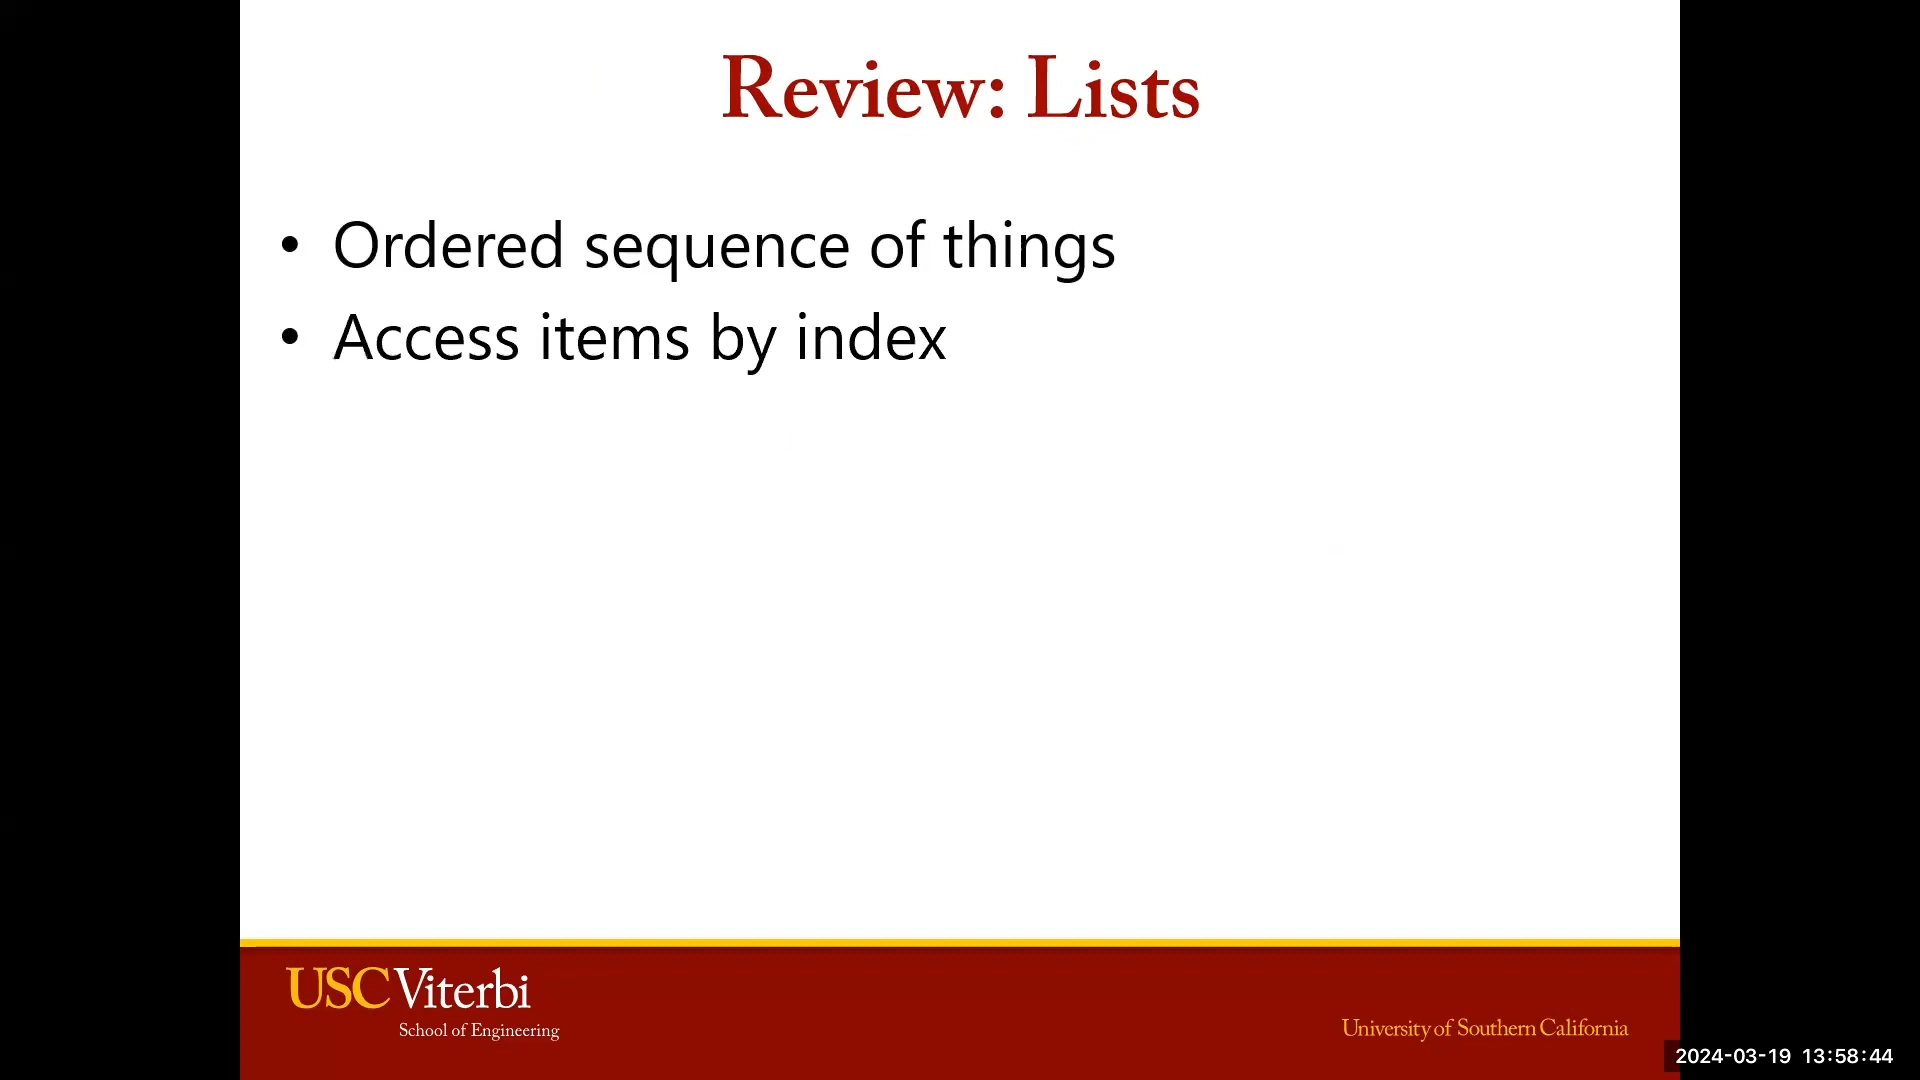 Review: Lists
• Ordered sequence of things
• Access items by index
USC Viterbi
School of Engineering
University of Southern California
2024-03-19 13:58:44